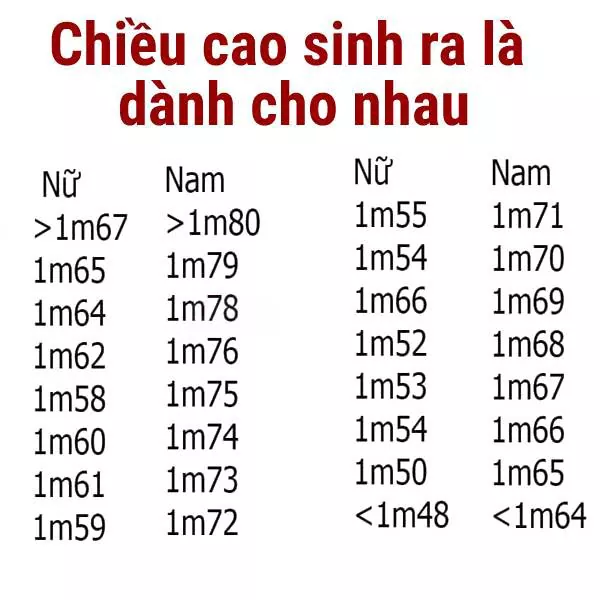 Chiều cao sinh ra là
dành cho nhau
Nữ Nam
>1m67 >1m80
1m65 1m79
1m64 1m78
1m62 1m76
1m58 1m75
1m60 1m74
1m61 1m73
1m59 1m72
Nữ Nam
1m55 1m71
1m54 1m70
1m66 1m69
1m52 1m68
1m53 1m67
1m54 1m66
1m50 1m65
<1m48 <1m64